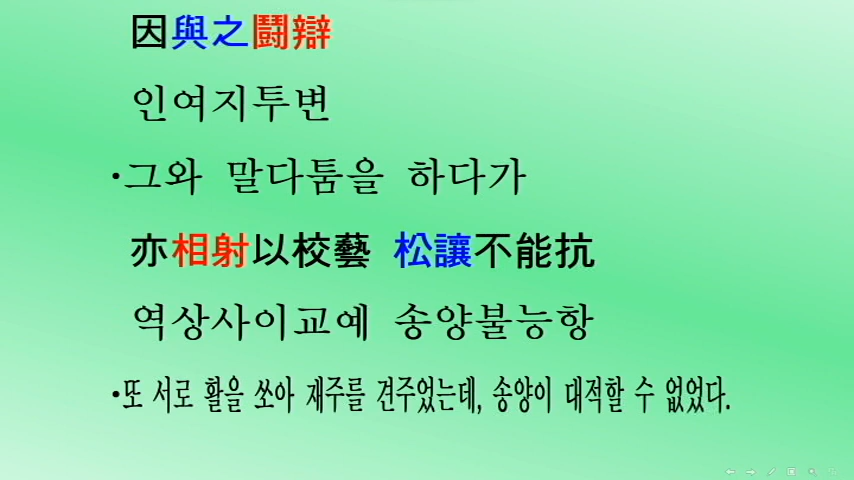 因與之鬪辯
인여지투변
•그와 말다툼을 하다가
亦相射以校藝 松讓不能抗
역상사이교예 송양불능항
•또 서로 활을 쏘아 재주를 견주었는데, 송양이 대적할 수 없었다.